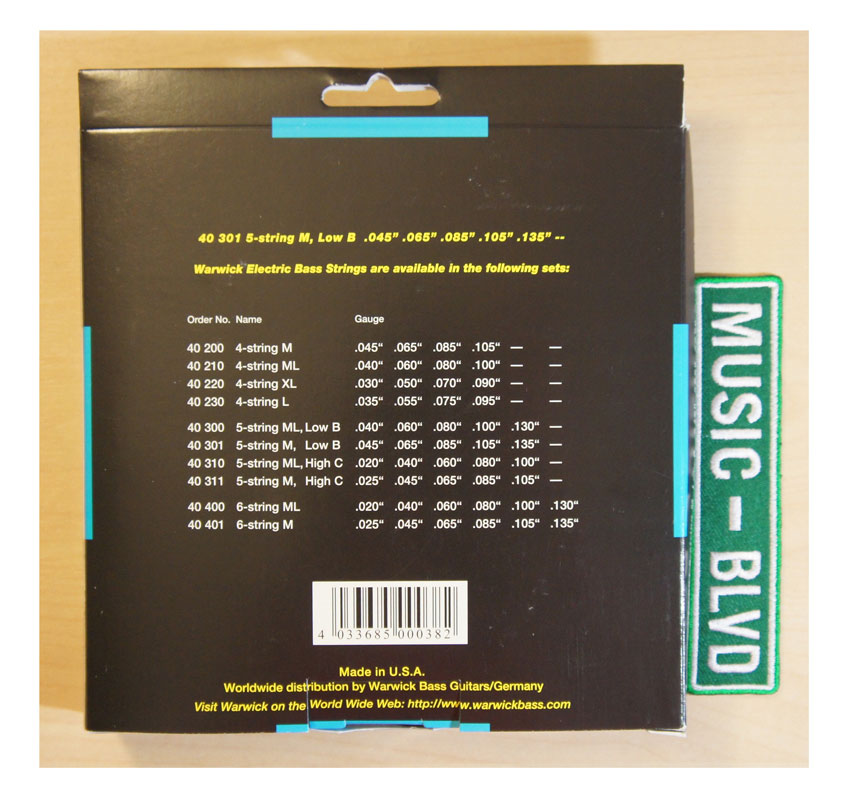 40 301 5-string M, Low B .045” .065” .085” .105” .135” --
Warwick Electric Bass Strings are available in the following sets:
Order No. Name Gauge
40 200 4-string M .045“ .065“ .085“ .105“ — —
40 210 4-string ML .040“ .060“ .080“ .100“ — —
40 220 4-string XL .030“ .050“ .070“ .090“ — —
40 230 4-string L .035“ .055“ .075“ .095“ — —
40 300 5-string ML, Low B .040“ .060“ .080“ .100“ .130“ —
40 301 5-string M, Low B .045“ .065“ .085“ .105“ .135“ —
40 310 5-string ML, High C .020“ .040“ .060“ .080“ .100“ —
40 311 5-string M, High C .025“ .045“ .065“ .085“ .105“ —
40 400 6-string ML .020“ .040“ .060“ .080“ .100“ .130“
40 401 6-string M .025“ .045“ .065“ .085“ .105“ .135“
4 033685 000382
Made in U.S.A.
Worldwide distribution by Warwick Bass Guitars/Germany
Visit Warwick on the World Wide Web: http://www.warwickbass.com
MUSIC - BLVD